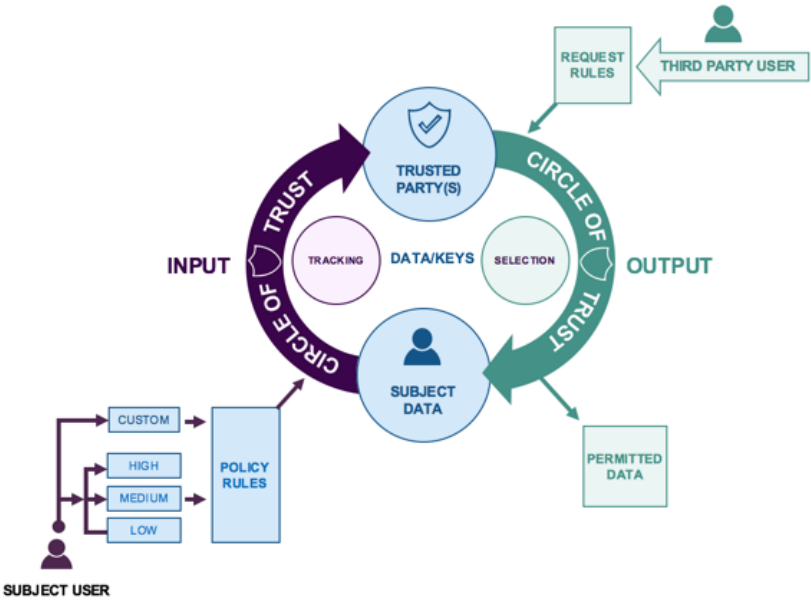 REQUEST
RULES
THIRD PARTY USER
TRUSTED
PARTY(S)
CIRCLE OF TRUST
CIRCLE OF TRUST
INPUT
TRACKING
DATA/KEYS
SELECTION
OUTPUT
SUBJECT
DATA
CUSTOM
HIGH
MEDIUM
LOW
POLICY
RULES
PERMITTED
DATA
SUBJECT USER